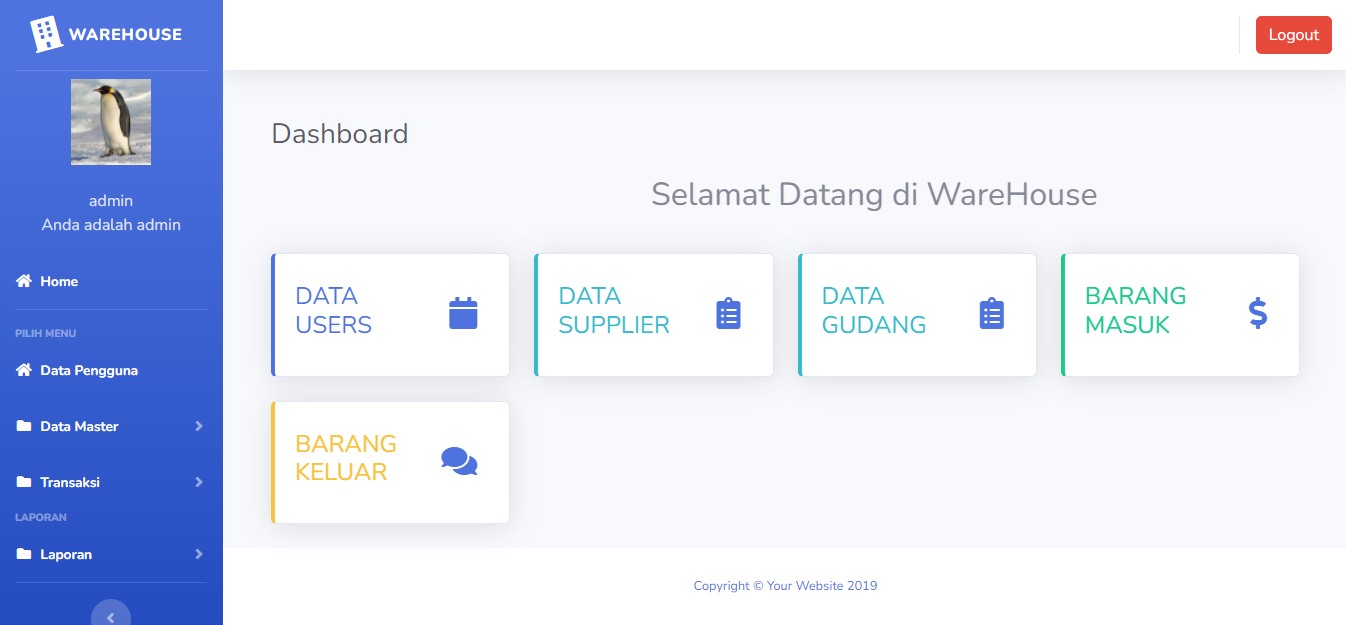 WAREHOUSE
admin
Anda adalah admin
Home
PILIH MENU
Data Pengguna
Data Master
Transaksi
LAPORAN
Laporan
Logout
Dashboard
Selamat Datang di WareHouse
DATA
USERS
DATA
SUPPLIER
DATA
GUDANG
BARANG
MASUK
BARANG
KELUAR
Copyright © Your Website 2019